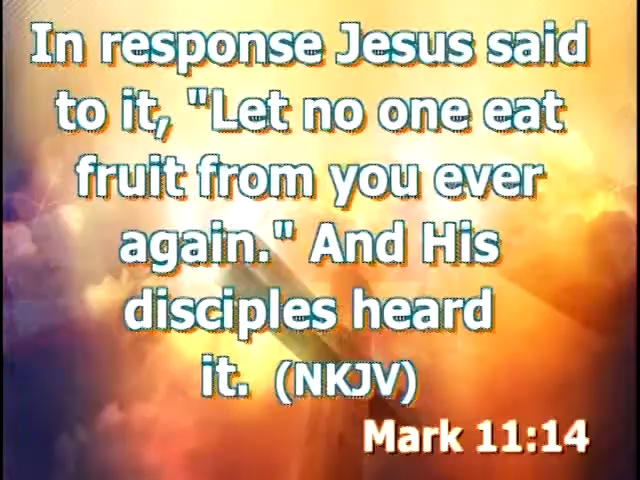 In response Jesus said
to it, "Let no one eat
fruit from you ever
again." And His
disciples heard
it. (NKJV)
Mark 11:14